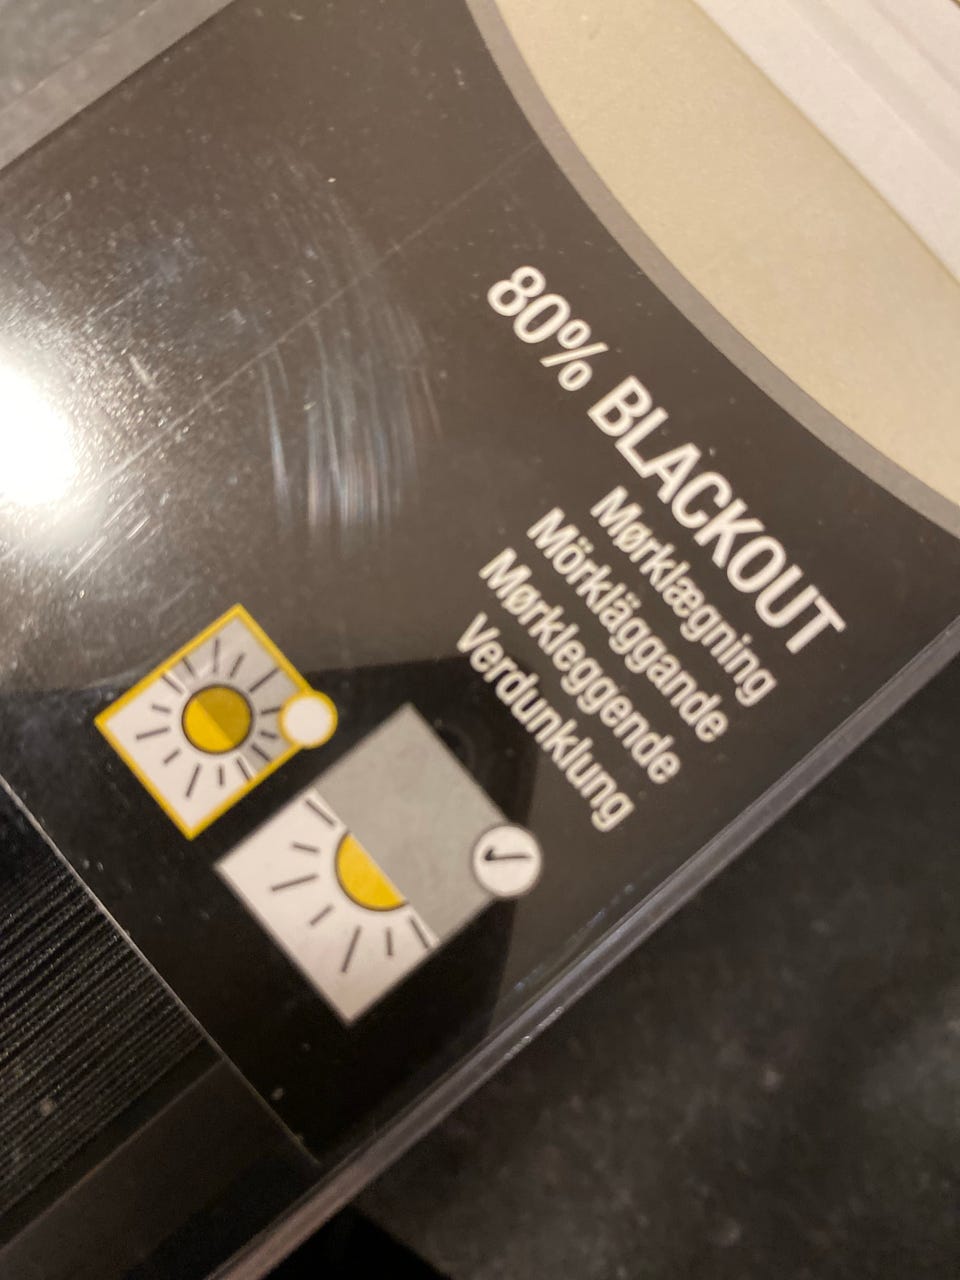 80% BLACKOUT
Mørklægning
Mörkläggande
Mørkleggende
Verdunklung